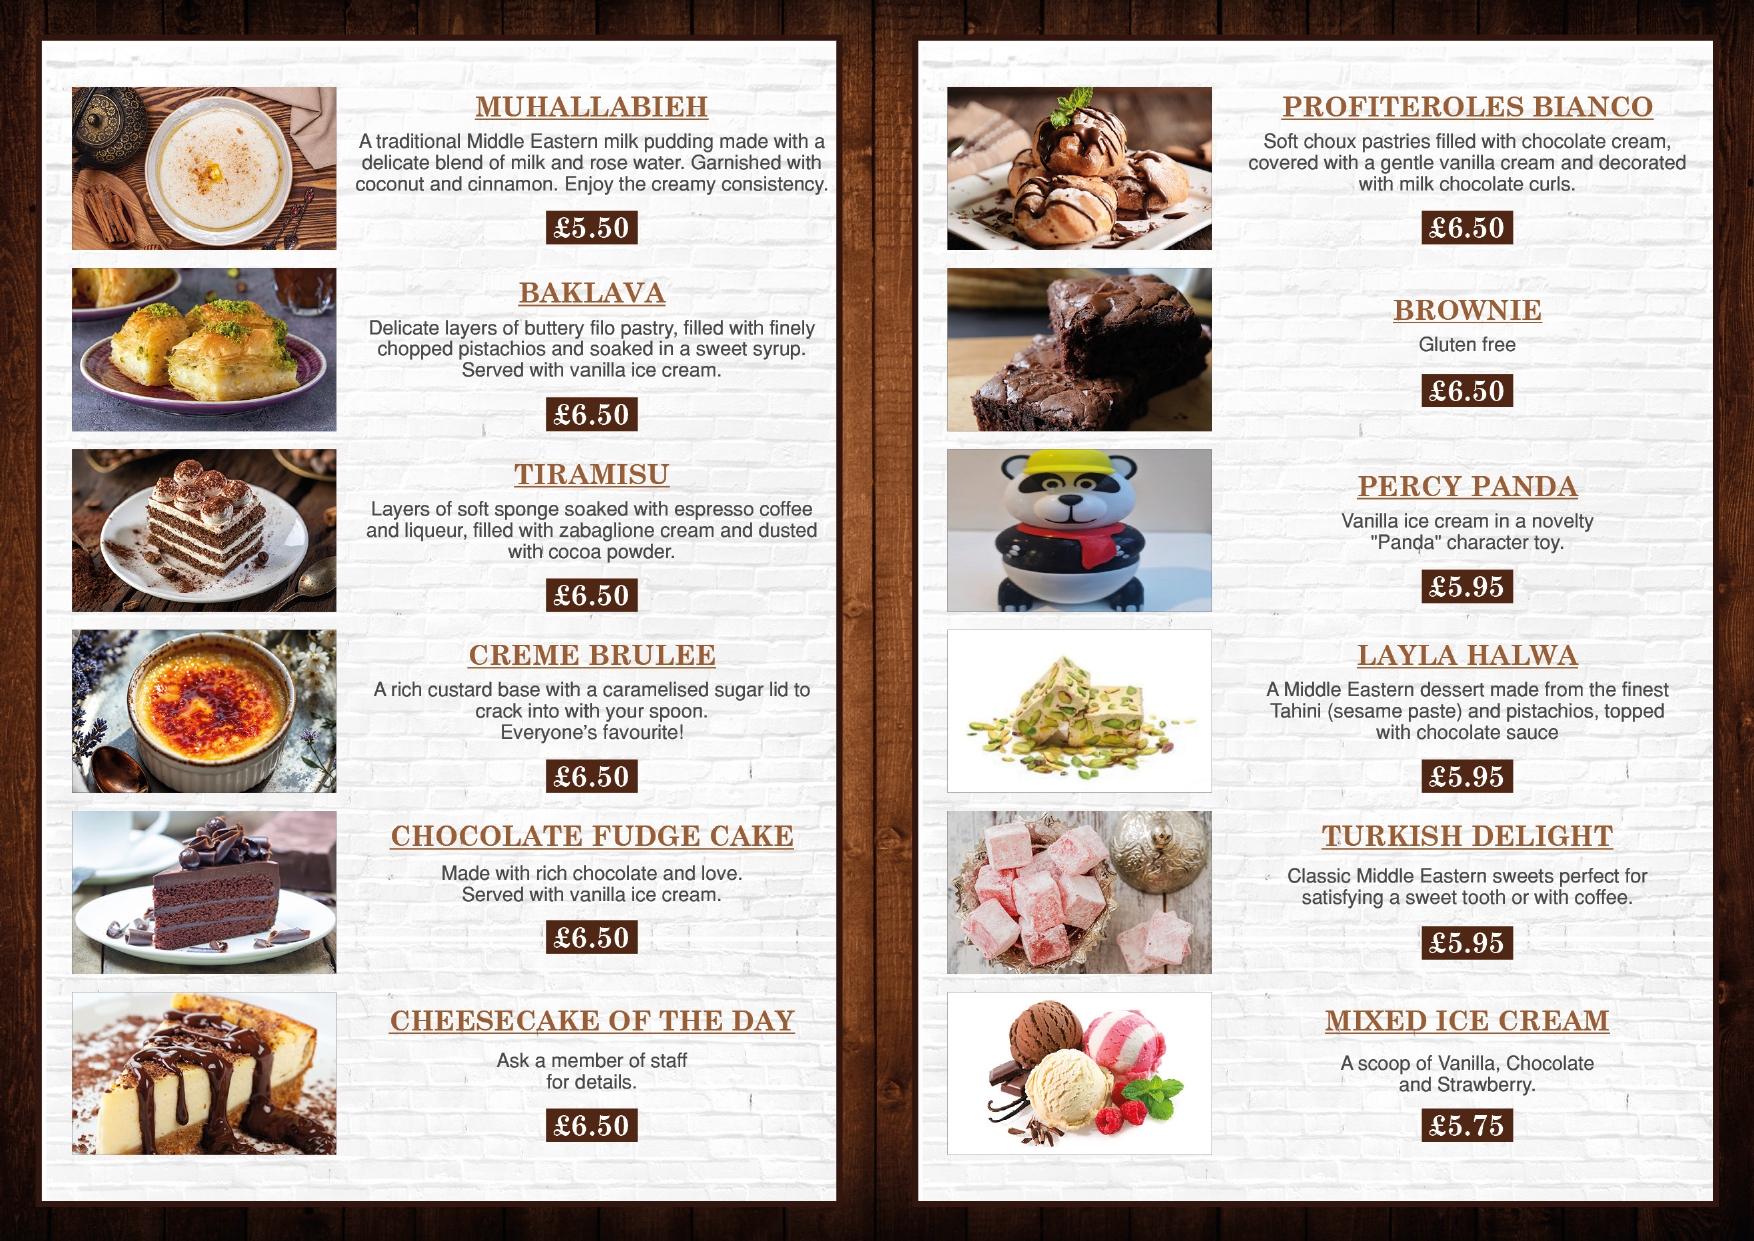 MUHALLABIEH
A traditional Middle Eastern milk pudding made with a
delicate blend of milk and rose water. Garnished with
coconut and cinnamon. Enjoy the creamy consistency.
£5.50
BAKLAVA
Delicate layers of buttery filo pastry, filled with finely
chopped pistachios and soaked in a sweet syrup.
Served with vanilla ice cream.
£6.50
TIRAMISU
Layers of soft sponge soaked with espresso coffee
and liqueur, filled with zabaglione cream and dusted
with cocoa powder.
£6.50
CREME BRULEE
A rich custard base with a caramelised sugar lid to
crack into with your spoon.
Everyone’s favourite!
£6.50
CHOCOLATE FUDGE CAKE
Made with rich chocolate and love.
Served with vanilla ice cream.
£6.50
CHEESECAKE OF THE DAY
Ask a member of staff
for details.
£6.50
PROFITEROLES BIANCO
Soft choux pastries filled with chocolate cream,
covered with a gentle vanilla cream and decorated
with milk chocolate curls.
£6.50
BROWNIE
Gluten free
£6.50
PERCY PANDA
Vanilla ice cream in a novelty
"Panda" character toy.
£5.95
LAYLA HALWA
A Middle Eastern dessert made from the finest
Tahini (sesame paste) and pistachios, topped
with chocolate sauce
£5.95
TURKISH DELIGHT
Classic Middle Eastern sweets perfect for
satisfying a sweet tooth or with coffee.
£5.95
MIXED ICE CREAM
A scoop of Vanilla, Chocolate
and Strawberry.
£5.75